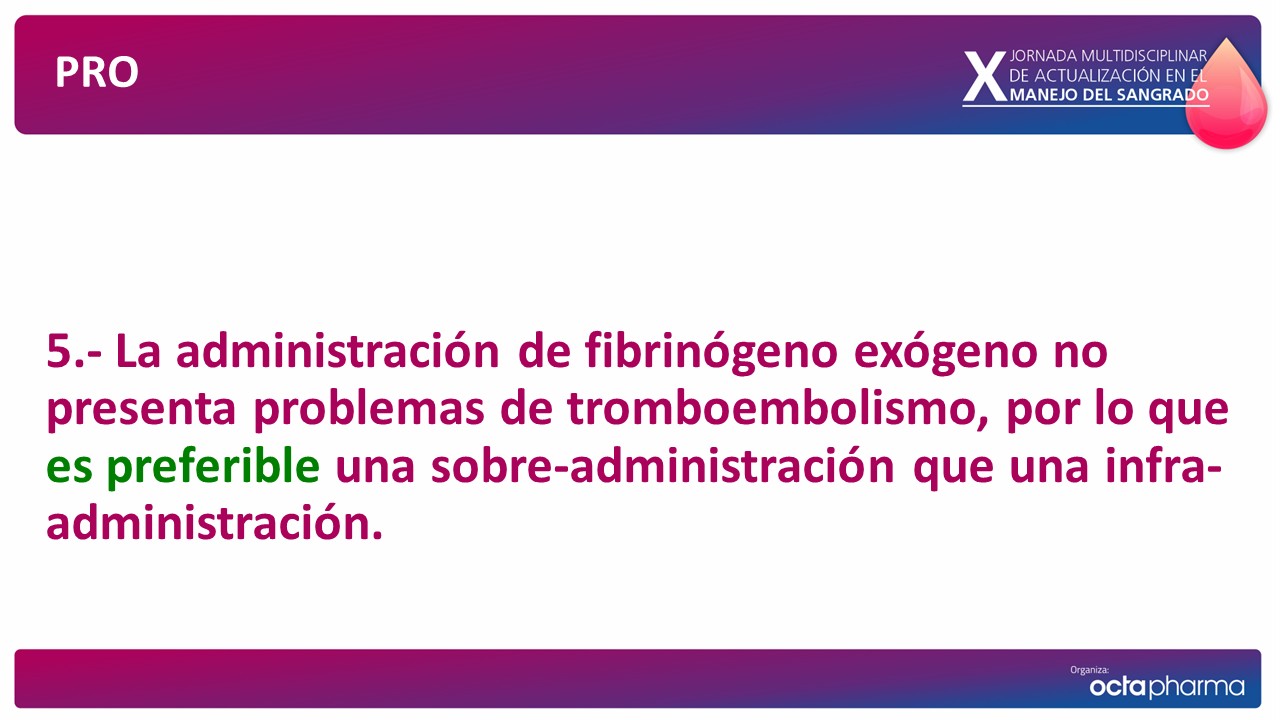 PRO
X JORNADA MULTIDISCIPLINAR
DE ACTUALIZACIÓN EN EL
MANEJO DEL SANGRADO
5.- La administración de fibrinógeno exógeno no
presenta problemas de tromboembolismo, por lo que
es preferible una sobre-administración que una infra-
administración.
Organiza:
octapharma